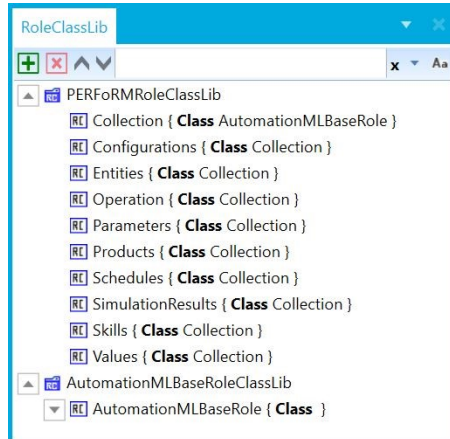 RoleClassLib
x Aa
PERFoRMRoleClassLib
RC Collection { Class AutomationMLBaseRole }
RC Configurations { Class Collection }
RC Entities { Class Collection }
RC Operation { Class Collection }
RC Parameters { Class Collection }
RC Products { Class Collection }
RC Schedules { Class Collection }
RC SimulationResults { Class Collection }
RC Skills { Class Collection }
RC Values { Class Collection }
AutomationMLBaseRoleClassLib
RC AutomationMLBaseRole { Class }